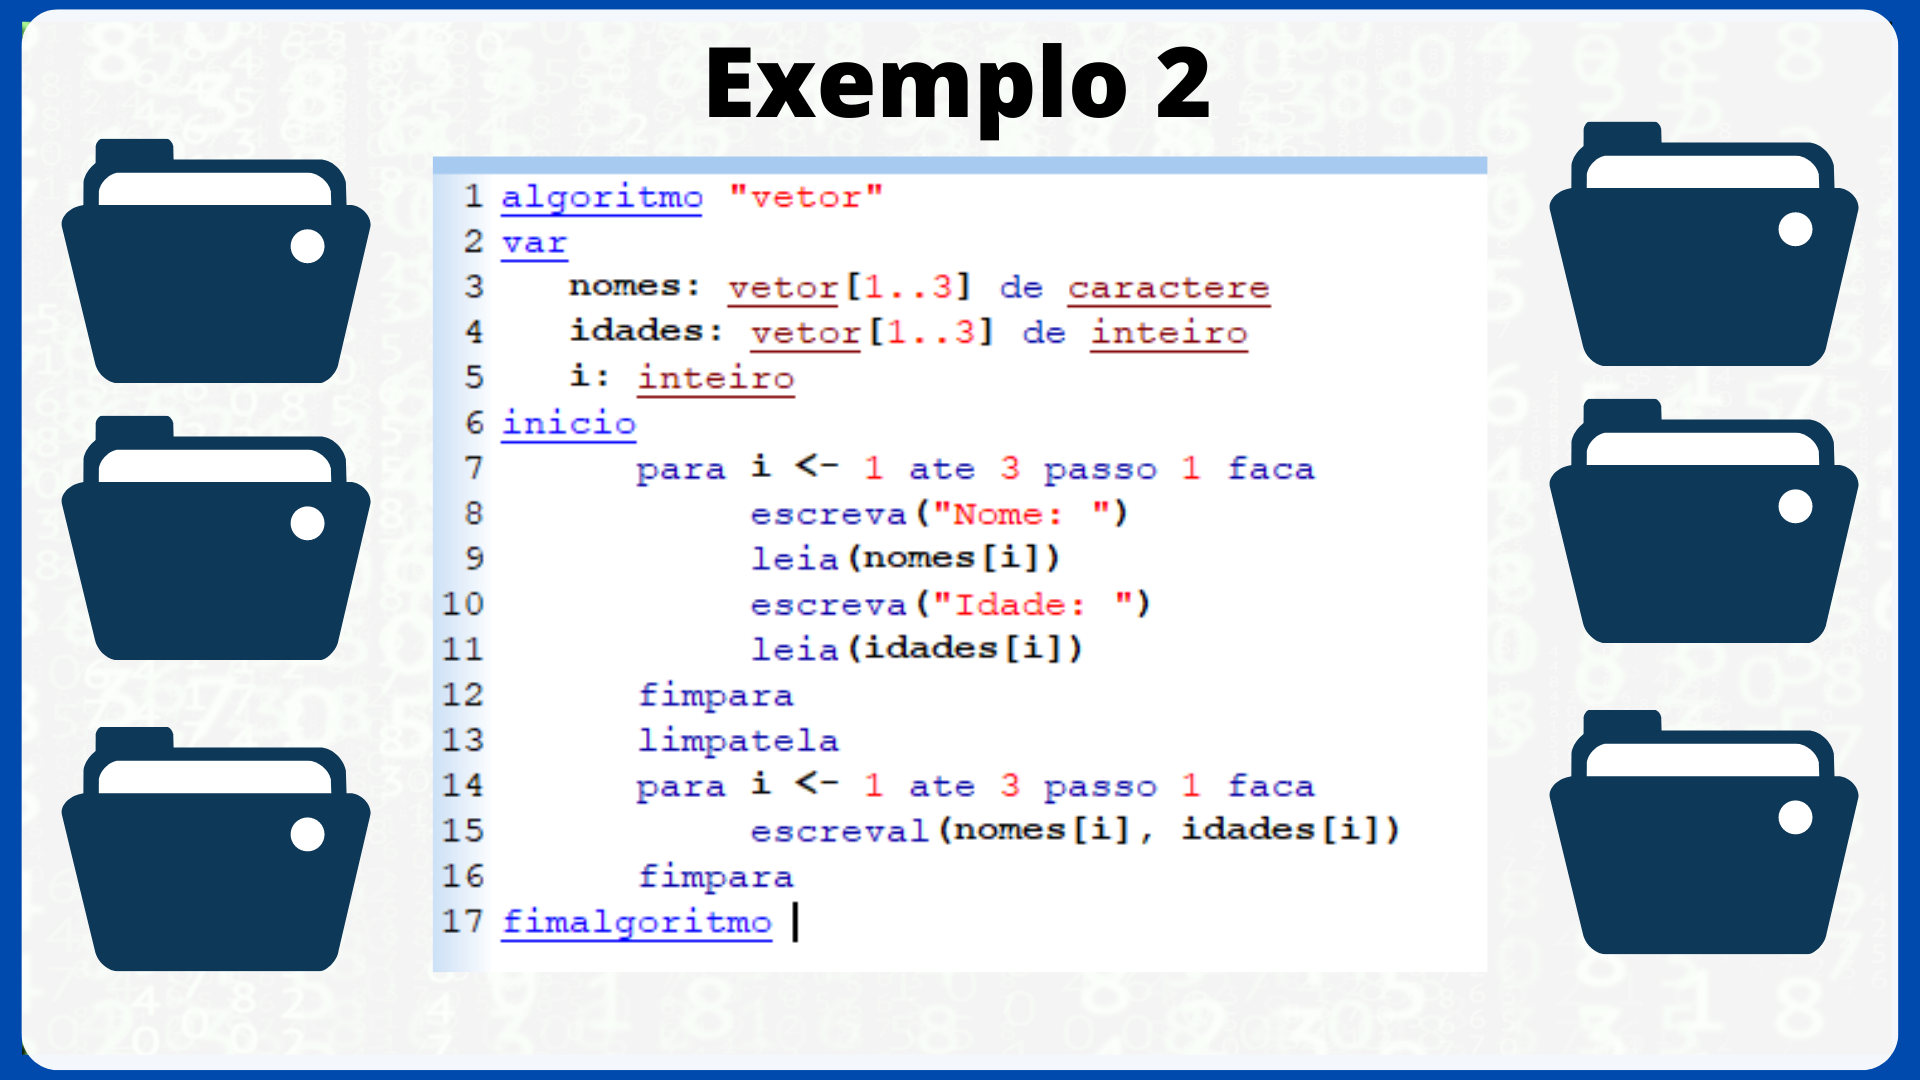 Exemplo 2
1 algoritmo "vetor"
2 var
3 nomes: vetor[1..3] de caractere
4 idades: vetor[1..3] de inteiro
5 i: inteiro
6 inicio
7 para i <- 1 ate 3 passo 1 faca
8 escreva("Nome: ")
9 leia(nomes[i])
10 escreva("Idade: ")
11 leia(idades[i])
12 fimpara
13 limpatela
14 para i <- 1 ate 3 passo 1 faca
15 escreval(nomes[i], idades[i])
16 fimpara
17 fimalgoritmo